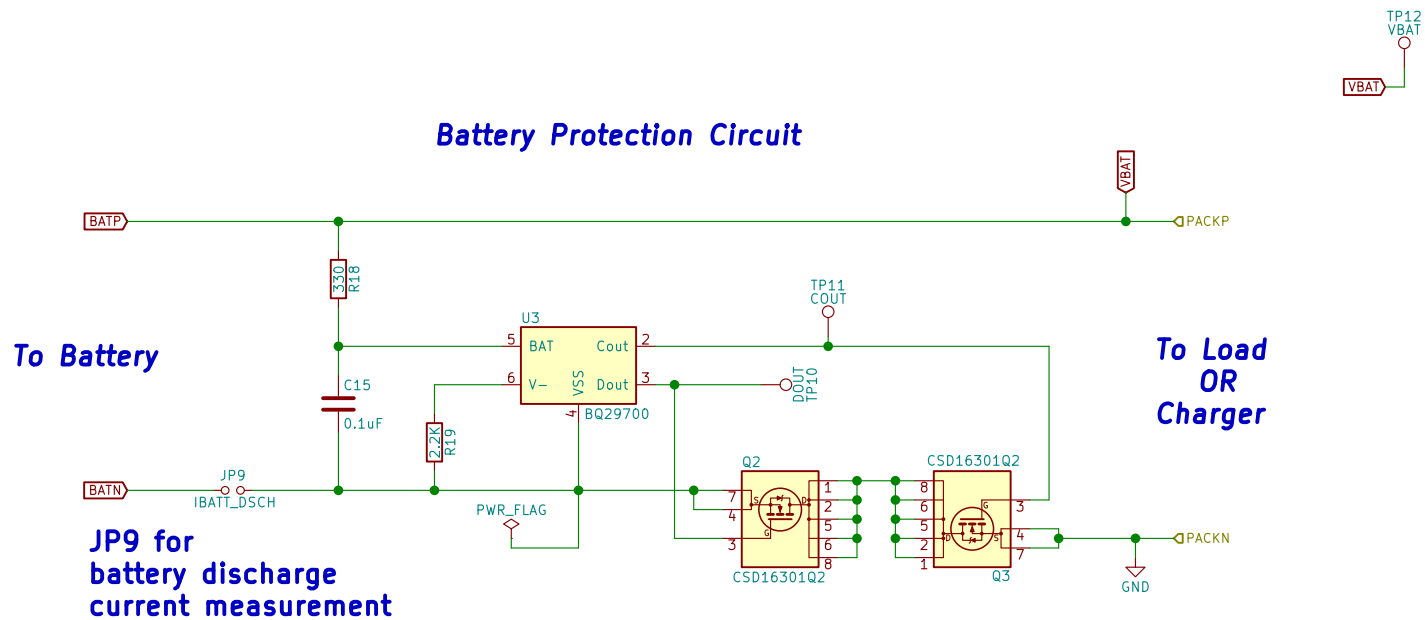 TP12
VBAT
VBAT
Battery Protection Circuit
VBAT
BATP
PACKP
330
R18
TP11
COUT
U3
5
BAT
Cout
2
To Battery
To Load
OR
Charger
6
V-
VSS
Dout
3
DOUT
TP10
C15
0.1uF
4
BQ29700
2.2K
R19
JP9
BATN
IBATT_DSCH
PWR_FLAG
Q2
7
4
3
S
D
G
1
2
5
6
8
CSD16301Q2
CSD16301Q2
8
6
5
2
1
D
G
S
3
4
7
Q3
PACKN
GND
JP9 for
battery discharge
current measurement